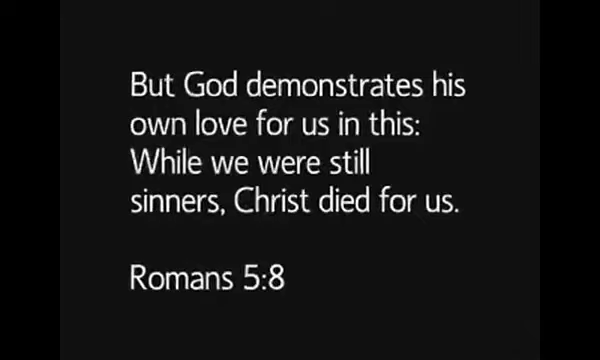 But God demonstrates his
own love for us in this:
While we were still
sinners, Christ died for us.
Romans 5:8